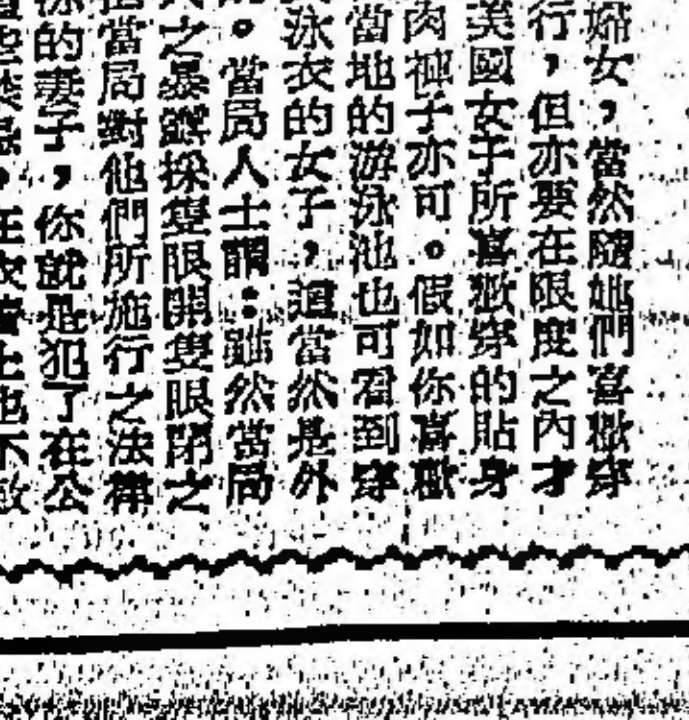 婦女，當然隨她們喜歡穿
行，但亦要在限度之內才
美國女子所喜歡穿的貼身
肉褲子亦可。假如你喜歡
當地的游泳池也可看到穿
泳衣的女子，這當然是外
。當局人士謂：雖然當局
之暴露採隻眼開隻眼閉之
當局對他們所施行之法律
你的妻子，你就是犯了在公
在衣著上也不敢